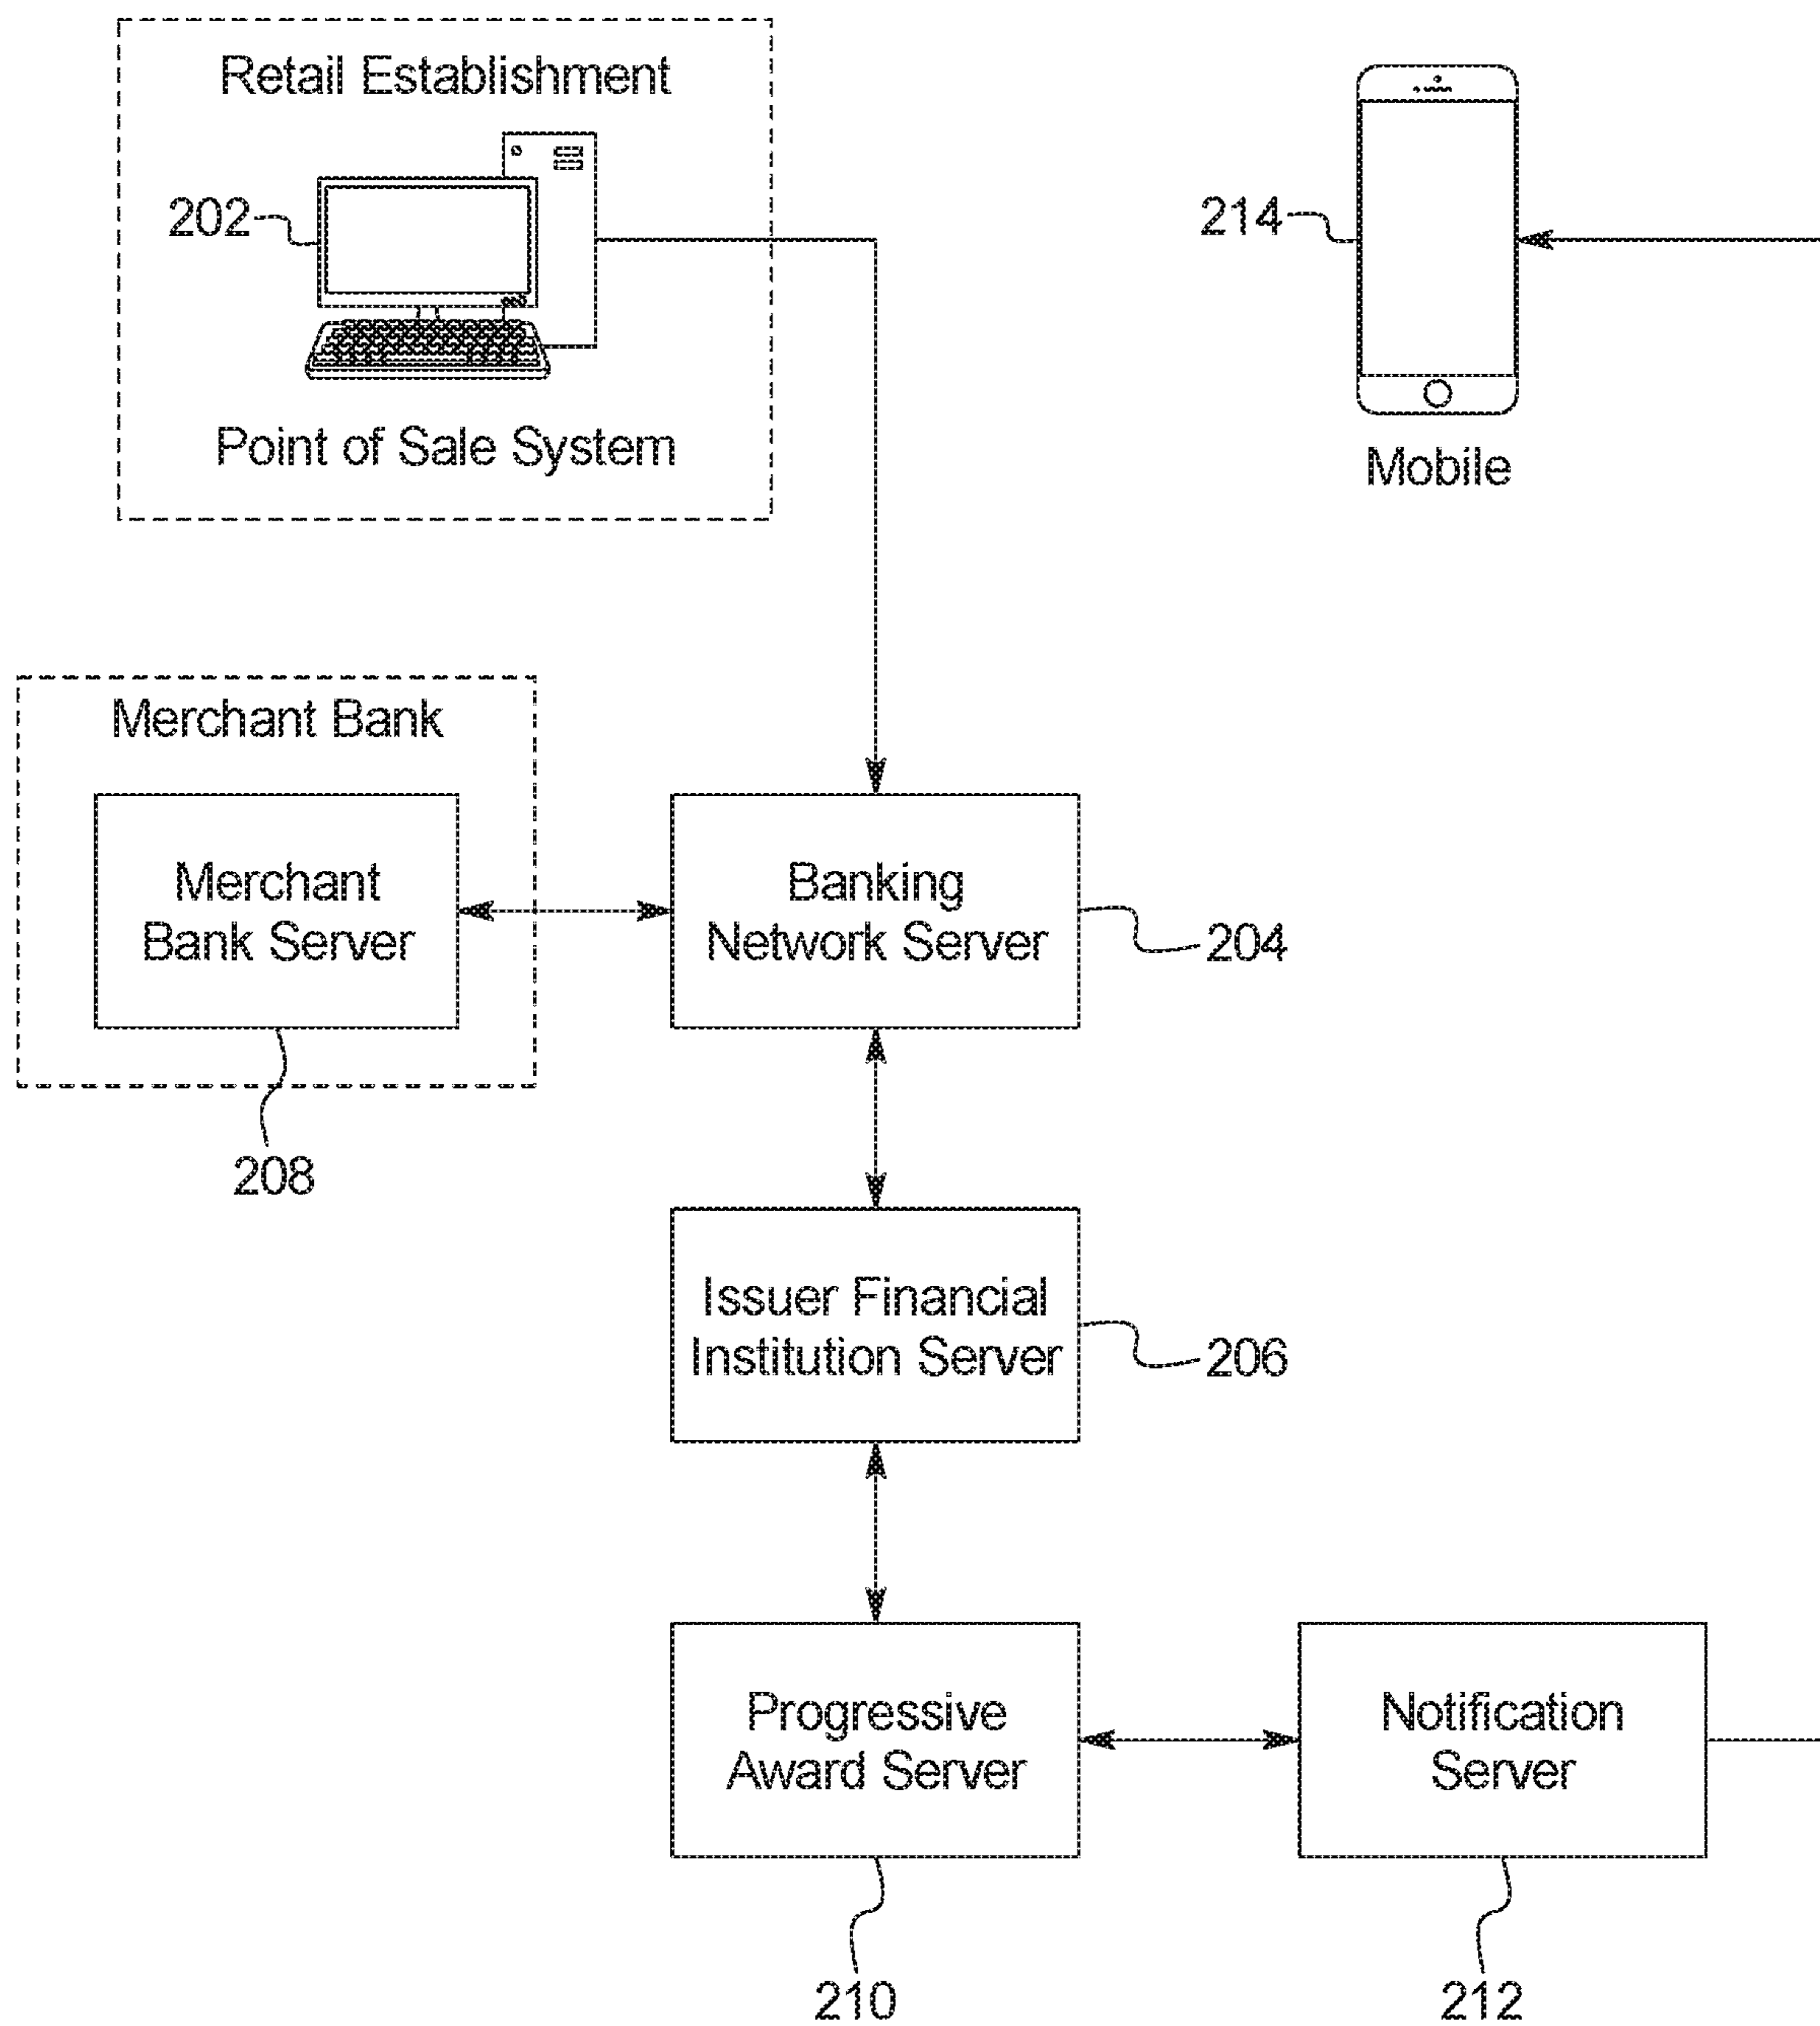 Retail Establishment
202
Point of Sale System
214
Mobile
Merchant Bank
Merchant
Bank Server
208
Banking
Network Server
204
Issuer Financial
Institution Server
206
Progressive
Award Server
210
Notification
Server
212